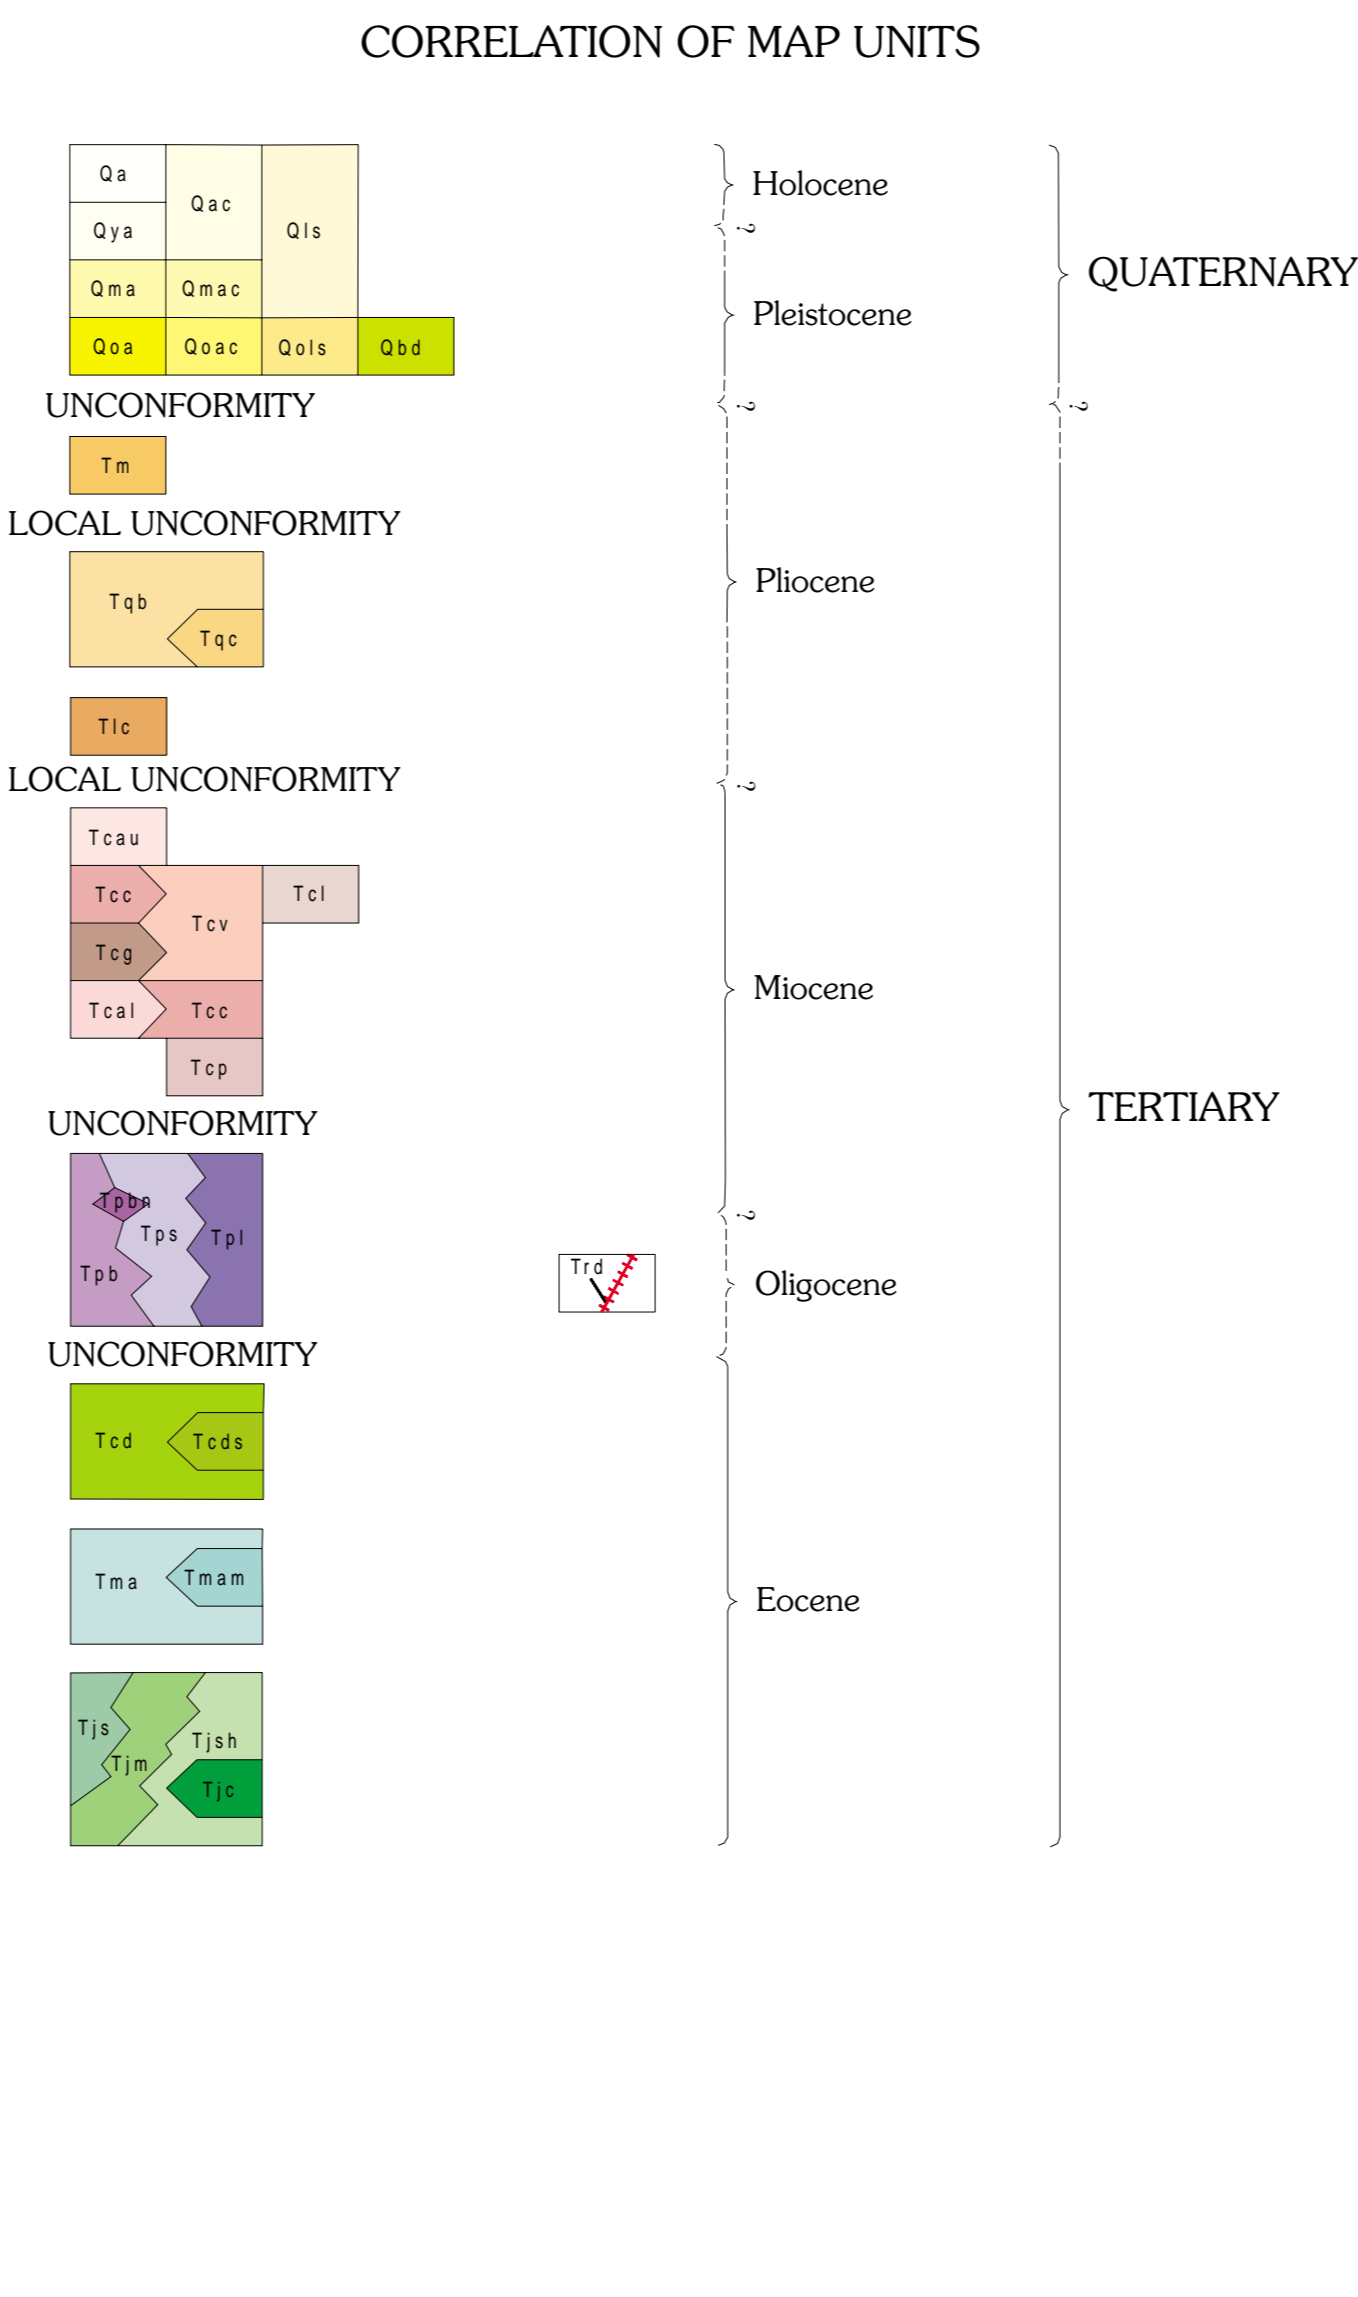 CORRELATION OF MAP UNITS
Qa
Qac
Qls
Qya
Qma
Qmac
Qoa
Qoac
Qols
Qbd
Holocene
?
Pleistocene
QUATERNARY
UNCONFORMITY
?
?
Tm
LOCAL UNCONFORMITY
Tqb
Tqc
Pliocene
Tlc
LOCAL UNCONFORMITY
?
Tcau
Tcc
Tcv
Tcl
Tcg
Tcal
Tcc
Tcp
Miocene
UNCONFORMITY
TERTIARY
Tpbn
Tps
Tpl
Tpb
?
Trd
Oligocene
UNCONFORMITY
Tcd
Tcds
Tma
Tmam
Eocene
Tjs
Tjm
Tjsh
Tjc